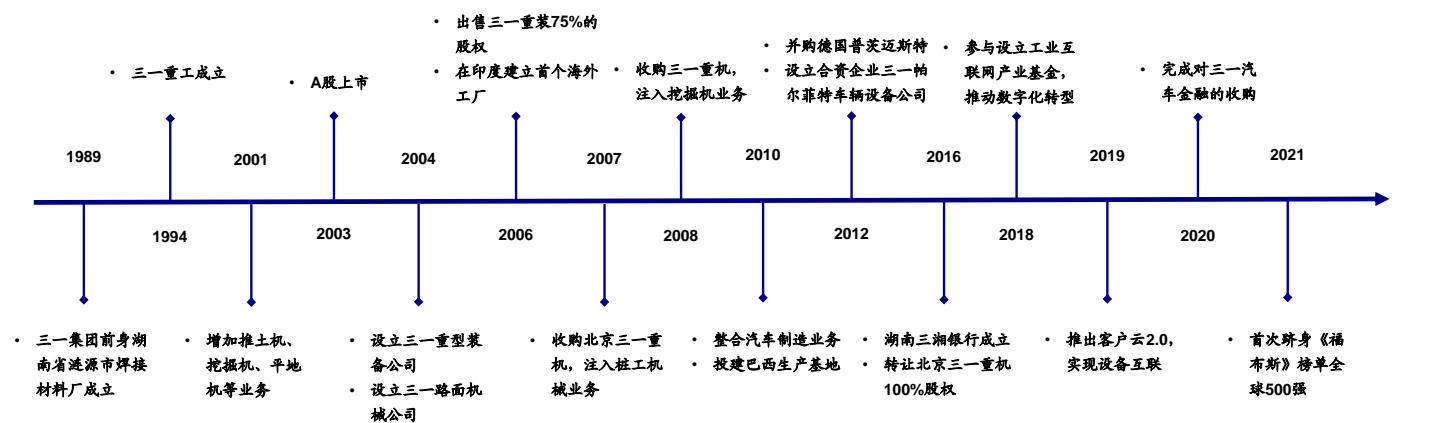 • 出售三一重装75%的
股权
• 在印度建立首个海外
工厂
• 三一重工成立
• A股上市
• 收购三一重机，
注入挖掘机业务
• 并购德国普茨迈斯特
• 设立合资企业三一帕
尔菲特车辆设备公司
• 参与设立工业互
联网产业基金，
推动数字化转型
• 完成对三一汽
车金融的收购
1989
2001
2004
2007
2010
2016
2019
2021
1994
2003
2006
2008
2012
2018
2020
• 三一集团前身湖
南省涟源市焊接
材料厂成立
• 增加推土机、
挖掘机、平地
机等业务
• 设立三一重型装
备公司
• 设立三一路面机
械公司
• 收购北京三一重
机，注入桩工机
械业务
• 整合汽车制造业务
• 投建巴西生产基地
• 湖南三湘银行成立
• 转让北京三一重机
100%股权
• 推出客户云2.0，
实现设备互联
• 首次跻身《福
布斯》榜单全
球500强